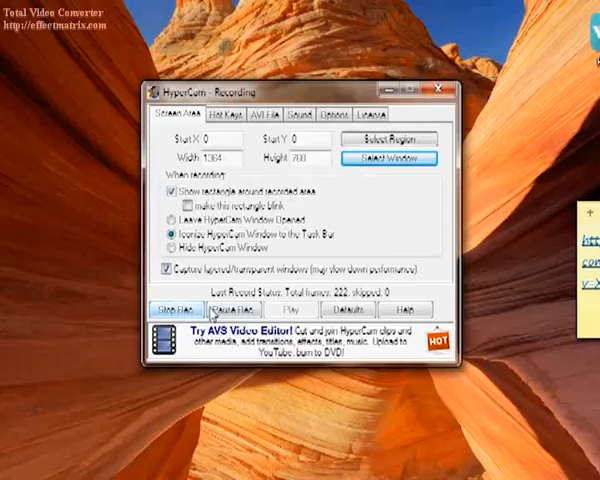 Total Video Converter
http://effectmatrix.com
HyperCam - Recording
Screen Area Hot Keys AVI File Sound Options License
Start X 0 Start Y 0 Select Region
Width 1364 Height 760 Select Window
When recording:
Show rectangle around recorded area
make this rectangle blink
Leave HyperCam Window Opened
Iconize HyperCam Window to the Task Bar
Hide HyperCam Window
Capture layered/transparent windows (may slow down performance)
Last Record Status: Total frames: 222, skipped: 0
Stop Rec. Pause Rec. Play Defaults Help
Try AVS Video Editor! Cut and join HyperCam clips and
other media, add transitions, effects, titles, music. Upload to
YouTube, burn to DVD!
HOT
htt
con
v=